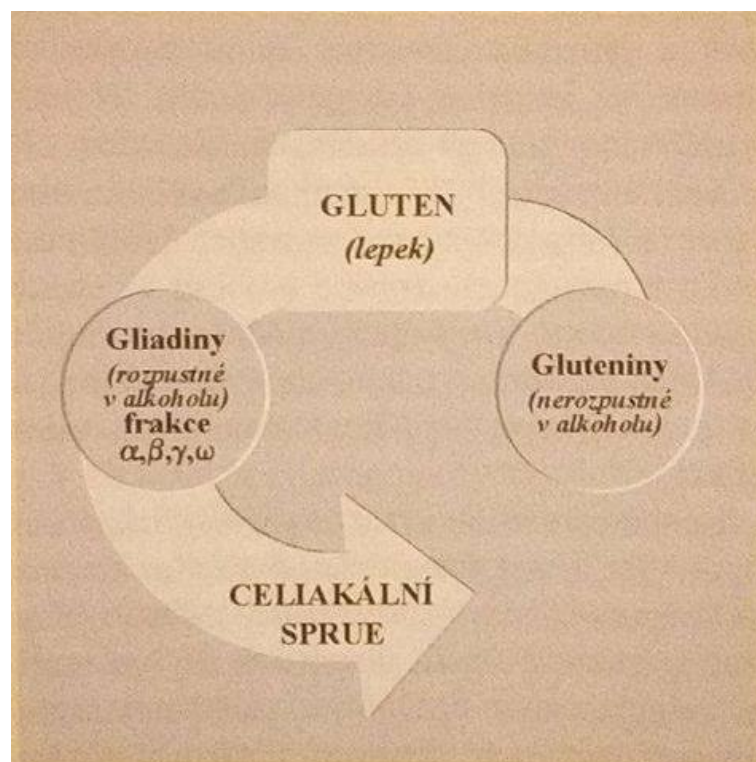 GLUTEN
(lepek)
Gliadiny
(rozpustné
v alkoholu)
frakce
α,β,γ,ω
Gluteniny
(nerozpustné
v alkoholu)
CELIAKÁLNÍ
SPRUE